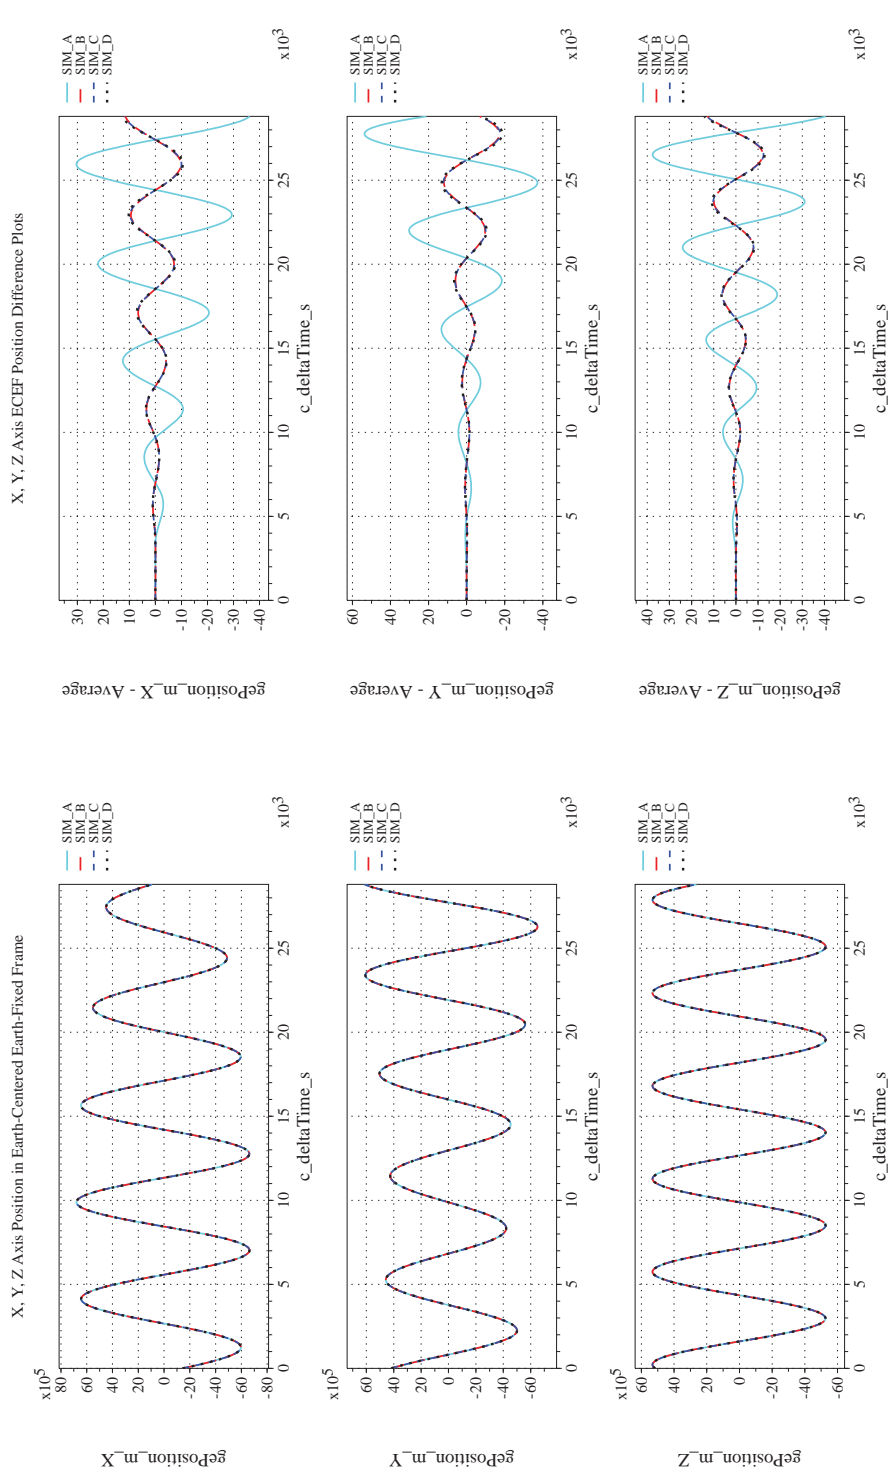 X, Y, Z Axis Position in Earth-Centered Earth-Fixed Frame
gePosition_m_X
x10^5
80
60
40
20
0
-20
-40
-60
-80
0
5
10
15
20
25
x10^3
c_deltaTime_s
SIM_A
SIM_B
SIM_C
SIM_D
gePosition_m_Y
x10^5
60
40
20
0
-20
-40
-60
0
5
10
15
20
25
x10^3
c_deltaTime_s
SIM_A
SIM_B
SIM_C
SIM_D
gePosition_m_Z
x10^5
60
40
20
0
-20
-40
-60
0
5
10
15
20
25
x10^3
c_deltaTime_s
SIM_A
SIM_B
SIM_C
SIM_D
X, Y, Z Axis ECEF Position Difference Plots
gePosition_m_X - Average
30
20
10
0
-10
-20
-30
-40
0
5
10
15
20
25
x10^3
c_deltaTime_s
SIM_A
SIM_B
SIM_C
SIM_D
gePosition_m_Y - Average
60
40
20
0
-20
-40
0
5
10
15
20
25
x10^3
c_deltaTime_s
SIM_A
SIM_B
SIM_C
SIM_D
gePosition_m_Z - Average
40
30
20
10
0
-10
-20
-30
-40
0
5
10
15
20
25
x10^3
c_deltaTime_s
SIM_A
SIM_B
SIM_C
SIM_D